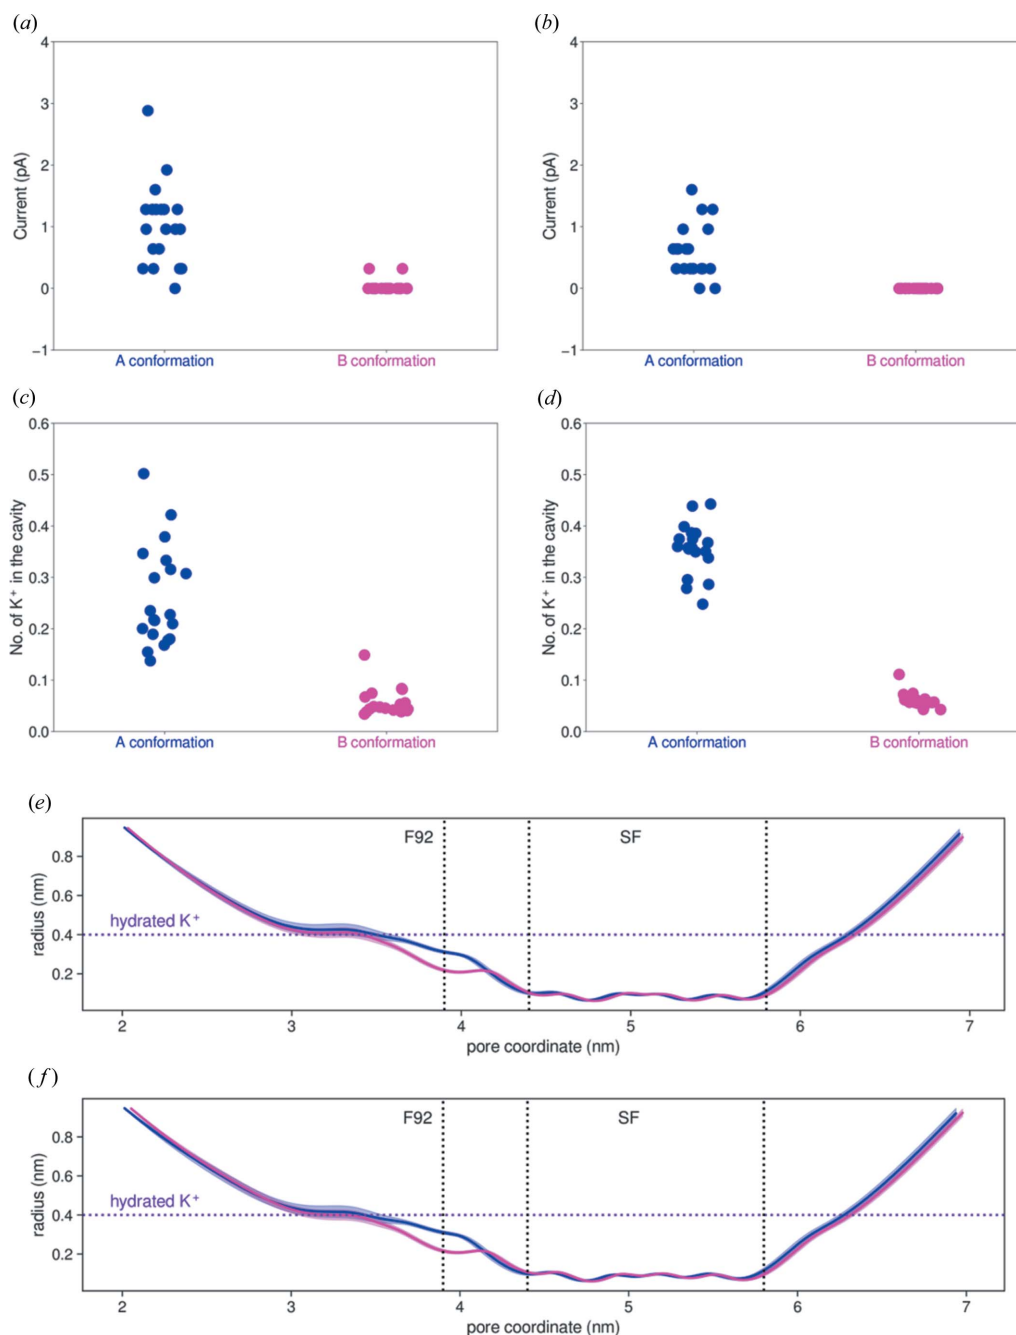 (a)
4
3
2
1
0
−1
Current (pA)
A conformation
B conformation
(b)
4
3
2
1
0
−1
Current (pA)
A conformation
B conformation
(c)
0.6
0.5
0.4
0.3
0.2
0.1
0.0
No. of K⁺ in the cavity
A conformation
B conformation
(d)
0.6
0.5
0.4
0.3
0.2
0.1
0.0
No. of K⁺ in the cavity
A conformation
B conformation
(e)
F92
SF
0.8
0.6
0.4
0.2
radius (nm)
hydrated K⁺
2 3 4 5 6 7
pore coordinate (nm)
(f)
F92
SF
0.8
0.6
0.4
0.2
radius (nm)
hydrated K⁺
2 3 4 5 6 7
pore coordinate (nm)